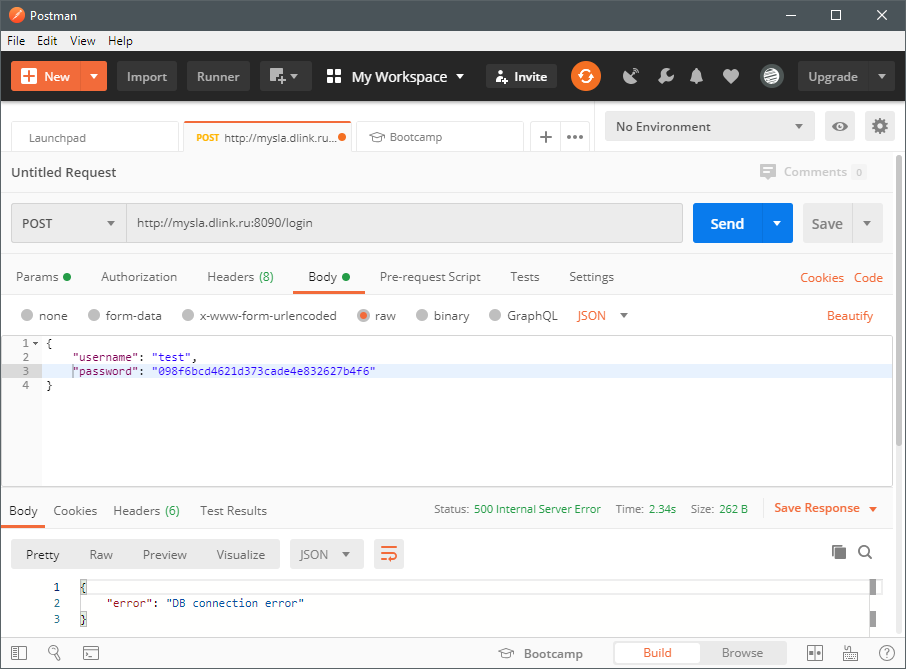 Postman
File Edit View Help
New Import Runner My Workspace Invite Upgrade
Launchpad POST http://mysla.dlink.ru... Bootcamp No Environment
Untitled Request Comments 0
POST http://mysla.dlink.ru:8090/login Send Save
Params Authorization Headers (8) Body Pre-request Script Tests Settings Cookies Code
none form-data x-www-form-urlencoded raw binary GraphQL JSON Beautify
1 {
2 "username": "test",
3 "password": "098f6bcd4621d373cade4e832627b4f6"
4 }
Body Cookies Headers (6) Test Results Status: 500 Internal Server Error Time: 2.34s Size: 262 B Save Response
Pretty Raw Preview Visualize JSON
1 {
2 "error": "DB connection error"
3 }
Bootcamp Build Browse